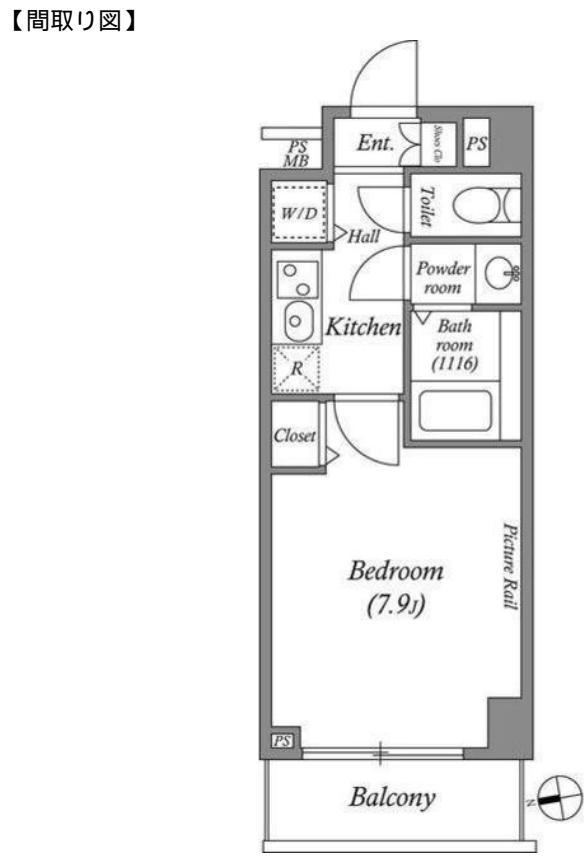 【間取り図】
Ent.
Shoes Clo
PS
PS
MB
W/D
Hall
Toilet
Powder
room
Kitchen
Bath
room
(1116)
R
Closet
Bedroom
(7.9J)
Picture Rail
PS
Balcony
N